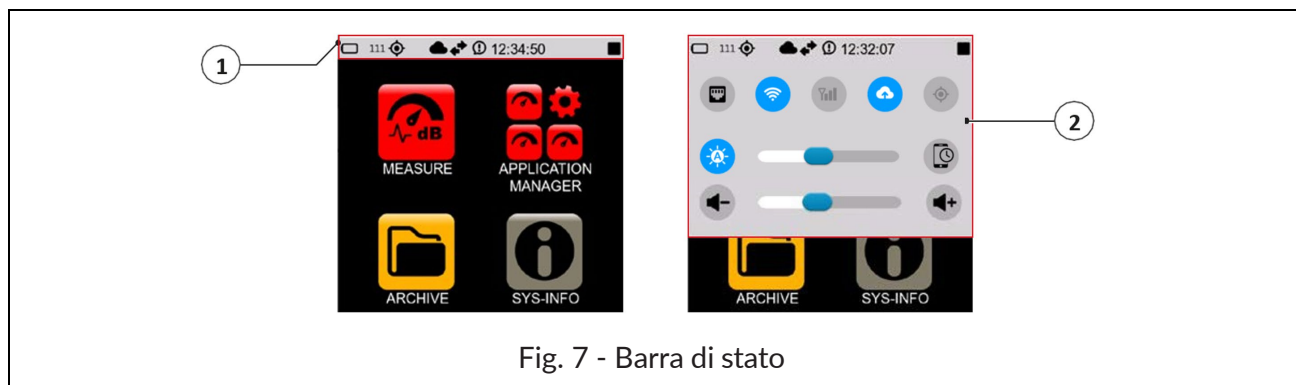 1
111 12:34:50
dB
MEASURE
APPLICATION
MANAGER
ARCHIVE
SYS-INFO
111 12:32:07
A
2
ARCHIVE
SYS-INFO
Fig. 7 - Barra di stato